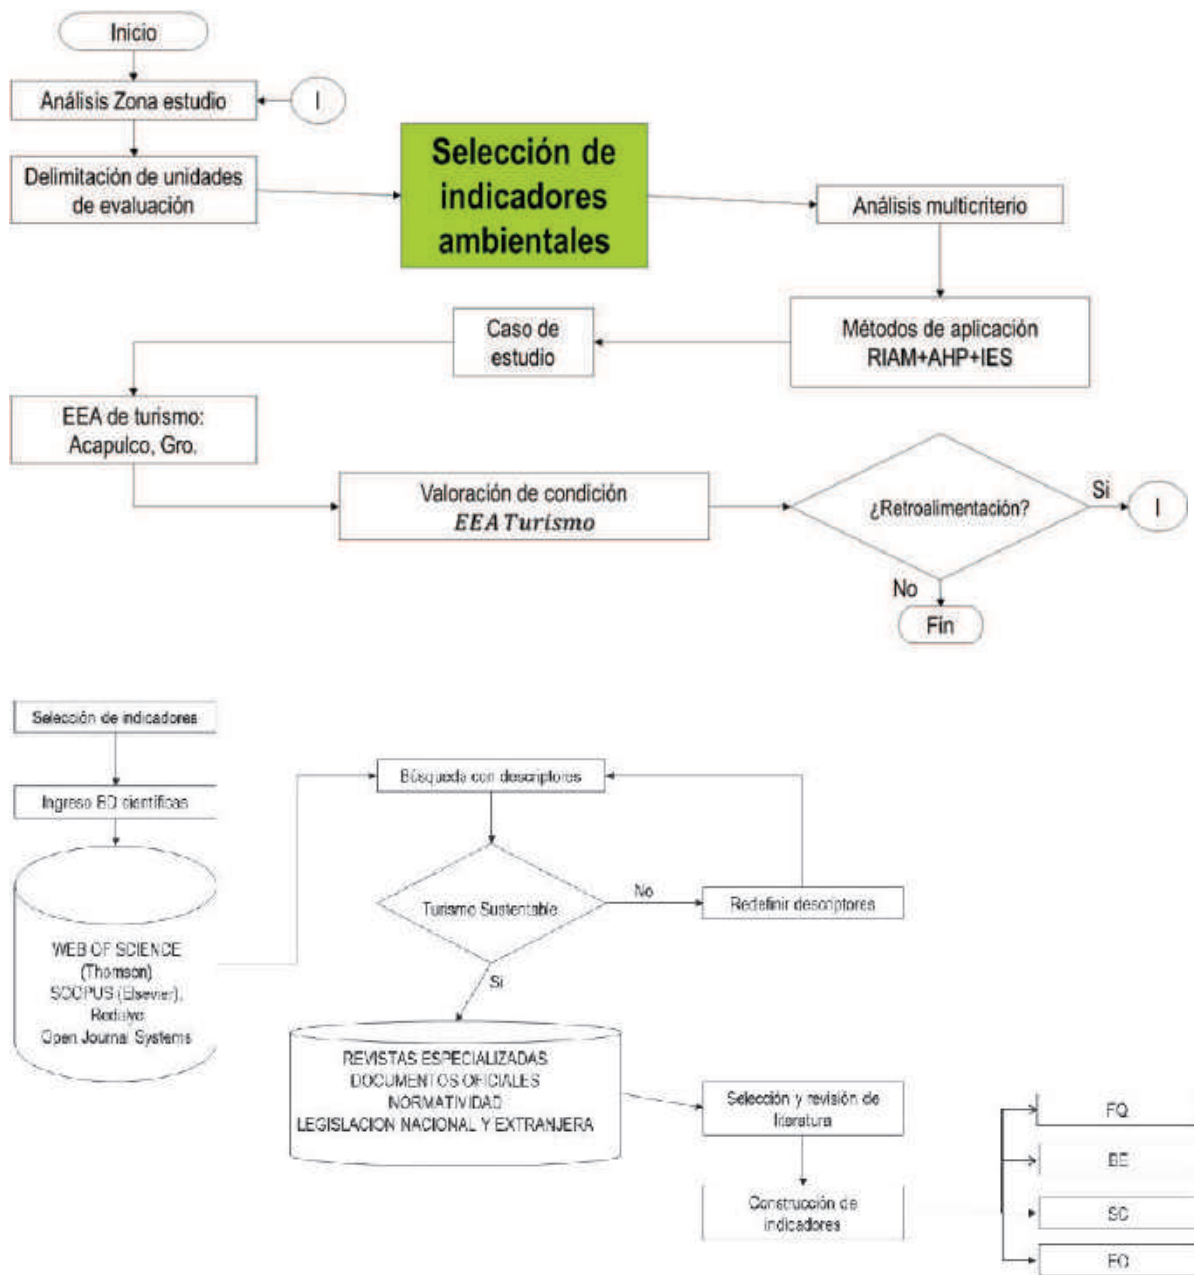 Inicio
Análisis Zona estudio
I
Delimitación de unidades
de evaluación
Selección de
indicadores
ambientales
Análisis multicriterio
Métodos de aplicación
RIAM+AHP+IES
Caso de
estudio
EEA de turismo:
Acapulco, Gro.
Valoración de condición
EEATurismo
¿Retroalimentación?
Si
I
No
Fin
Selección de indicadores
Ingreso BD científicas
WEB OF SCIENCE
(Thomson)
SCOPUS (Elsevier),
Redalyc
Open Journal Systems
Búsqueda con descriptores
Turismo Sustentable
No
Redefinir descriptores
Si
REVISTAS ESPECIALIZADAS
DOCUMENTOS OFICIALES
NORMATIVIDAD
LEGISLACION NACIONAL Y EXTRANJERA
Selección y revisión de
literatura
Construcción de
indicadores
FQ
BE
SC
EO